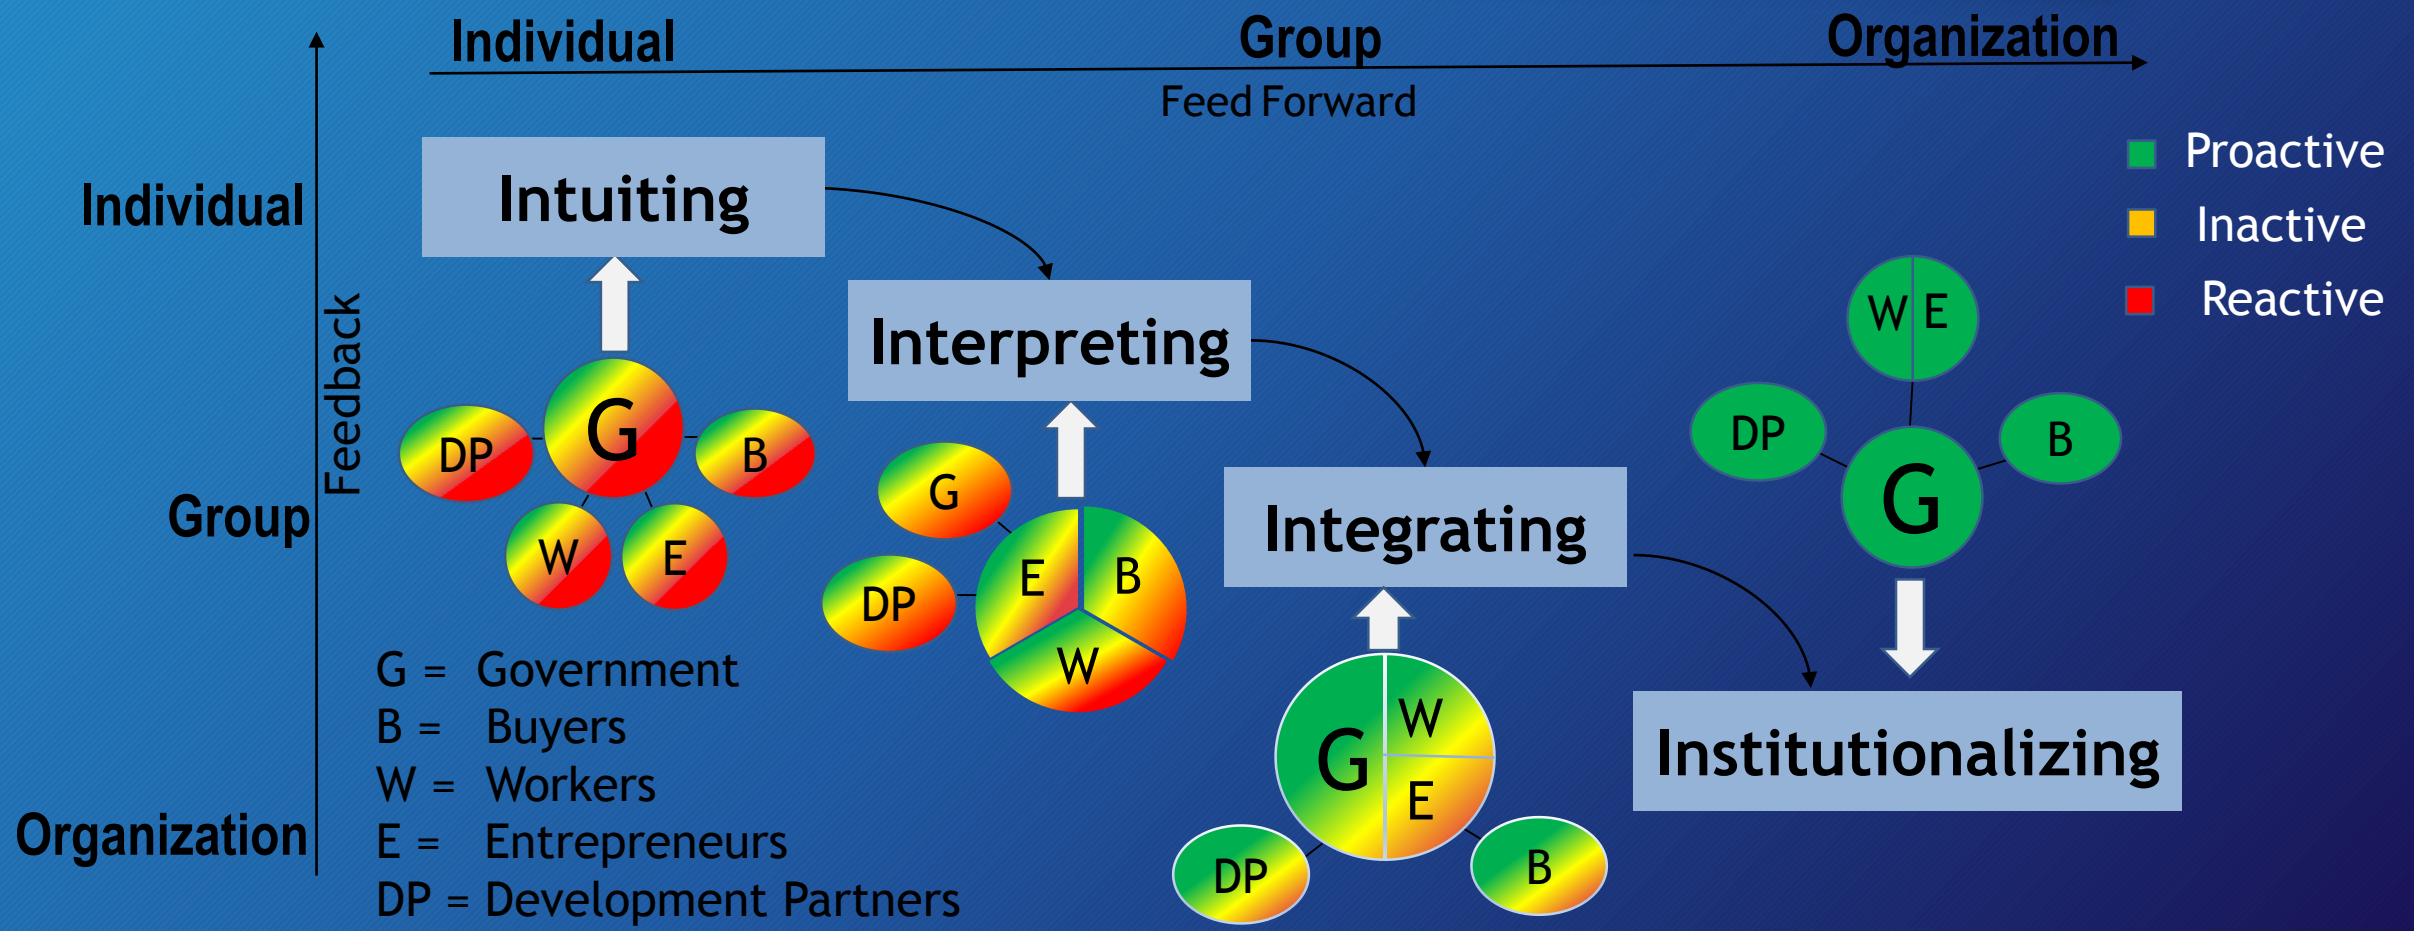 Individual
Group
Organization
Feed Forward
Proactive
Inactive
Reactive
Individual
Group
Organization
Feedback
Intuiting
G
DP
B
W
E
Interpreting
G
DP
E
B
W
Integrating
G
W
E
DP
B
W E
DP
B
G
Institutionalizing
G = Government
B = Buyers
W = Workers
E = Entrepreneurs
DP = Development Partners